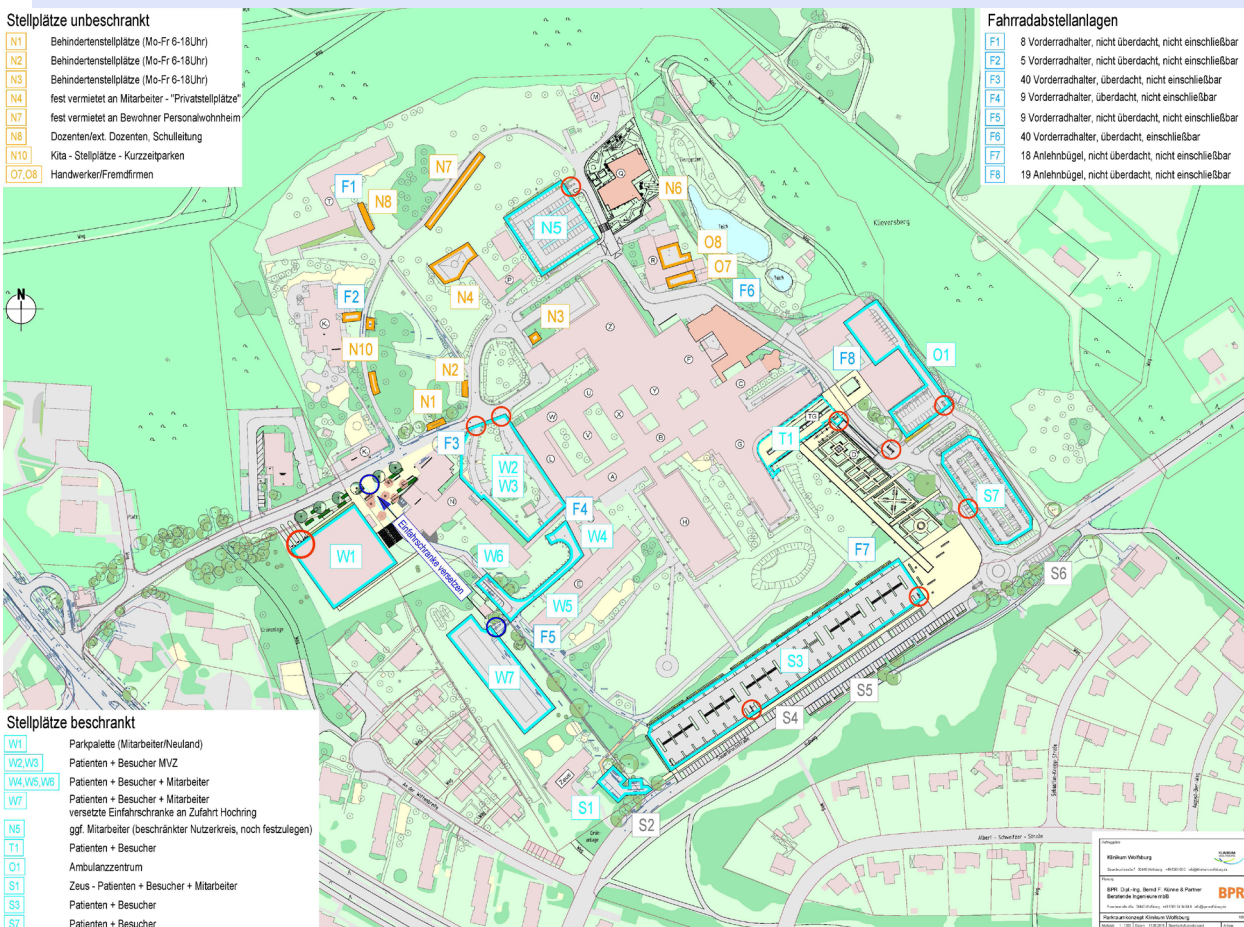 Stellplätze unbeschrankt
N1 Behindertenstellplätze (Mo-Fr 6-18Uhr)
N2 Behindertenstellplätze (Mo-Fr 6-18Uhr)
N3 Behindertenstellplätze (Mo-Fr 6-18Uhr)
N4 fest vermietet an Mitarbeiter - "Privatstellplätze"
N7 fest vermietet an Bewohner Personalwohnheim
N8 Dozenten/ext. Dozenten, Schulleitung
N10 Kita - Stellplätze - Kurzzeitparken
O7,O8 Handwerker/Fremdfirmen
Fahrradabstellanlagen
F1 8 Vorderradhalter, nicht überdacht, nicht einschließbar
F2 5 Vorderradhalter, nicht überdacht, nicht einschließbar
F3 40 Vorderradhalter, überdacht, nicht einschließbar
F4 9 Vorderradhalter, überdacht, nicht einschließbar
F5 9 Vorderradhalter, überdacht, nicht einschließbar
F6 40 Vorderradhalter, überdacht, einschließbar
F7 18 Anlehnbügel, nicht überdacht, nicht einschließbar
F8 19 Anlehnbügel, nicht überdacht, nicht einschließbar
N
M
N7
F1
N8
T
Q
N6
N5
Teich
Klieversberg
O8
R
O7
N4
P
Teich
F2
F6
N3
Z
K
N10
F
F8
O1
N2
C
U
Y
N1
W
X
TG
F3
V
B
G
T1
K
L
W2
W3
A
S7
N
F4
H
Einfahrschranke versetzen
W4
W1
W6
F7
E
S6
W5
F5
S3
W7
S5
S4
Zeus
S1
S2
Albert - Schweitzer - Straße
Stellplätze beschrankt
W1 Parkpalette (Mitarbeiter/Neuland)
W2,W3 Patienten + Besucher MVZ
W4,W5,W6 Patienten + Besucher + Mitarbeiter
W7 Patienten + Besucher + Mitarbeiter
versetzte Einfahrschranke an Zufahrt Hochring
N5 ggf. Mitarbeiter (beschränkter Nutzerkreis, noch festzulegen)
T1 Patienten + Besucher
O1 Ambulanzzentrum
S1 Zeus - Patienten + Besucher + Mitarbeiter
S3 Patienten + Besucher
S7 Patienten + Besucher
Klinikum Wolfsburg
BPR Dipl.-Ing. Bernd F. Künne & Partner
Beratende Ingenieure mbB
BPR
Parkraumkonzept Klinikum Wolfsburg